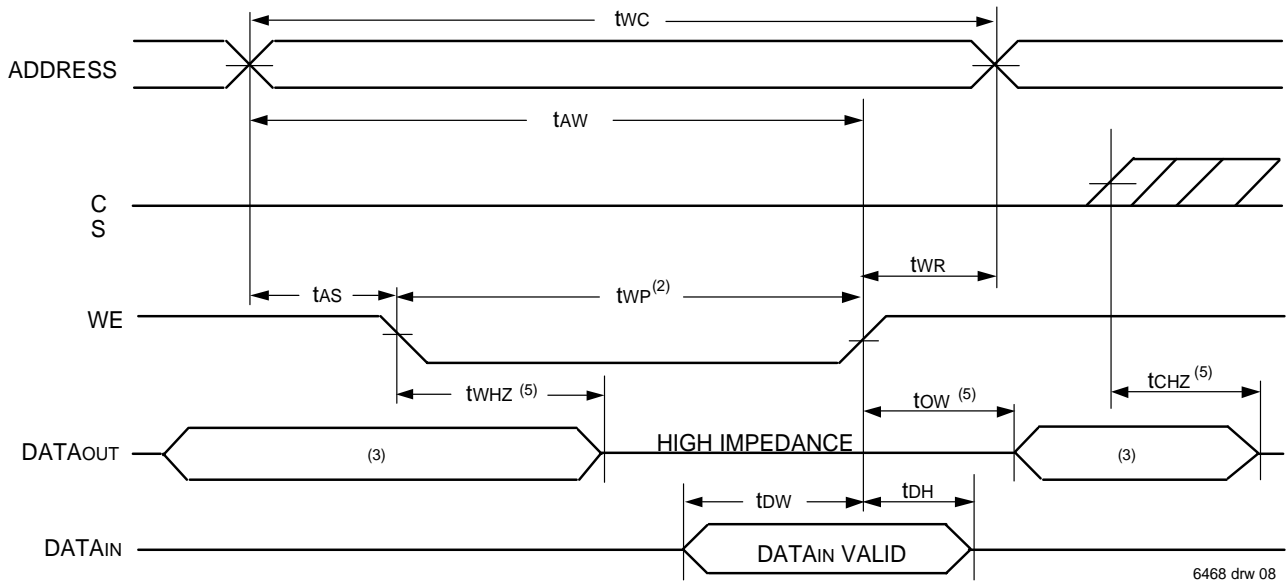 tWC
ADDRESS
tAW
C
S
tWR
tAS
tWP(2)
WE
tWHZ (5)
tOW (5)
tCHZ (5)
DATAOUT
(3)
HIGH IMPEDANCE
(3)
tDW
tDH
DATAIN
DATAIN VALID
6468 drw 08